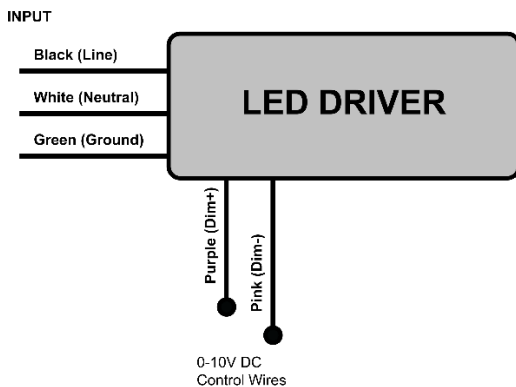 INPUT
Black (Line)
White (Neutral)
Green (Ground)
LED DRIVER
Purple (Dim+)
Pink (Dim-)
0-10V DC
Control Wires